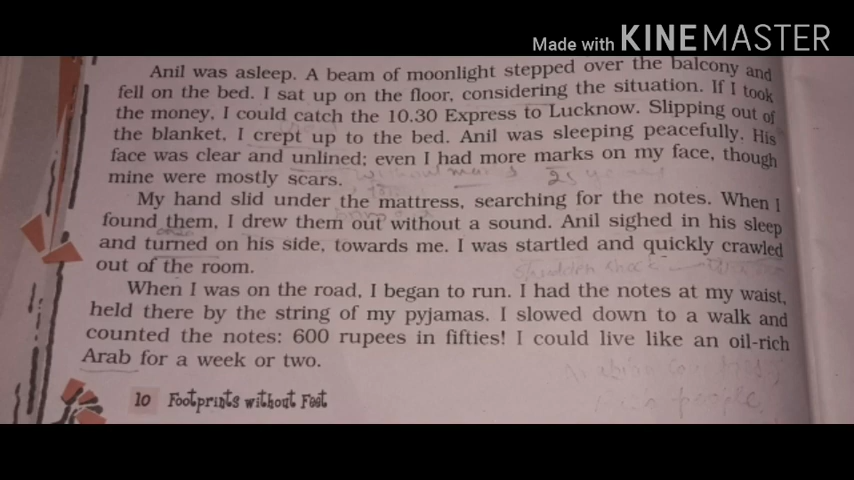 Made with KINEMASTER
Anil was asleep. A beam of moonlight stepped over the balcony and
fell on the bed. I sat up on the floor, considering the situation. If I took
the money, I could catch the 10.30 Express to Lucknow. Slipping out of
the blanket, I crept up to the bed. Anil was sleeping peacefully. His
face was clear and unlined; even I had more marks on my face, though
without marks 25 years
mine were mostly scars.
My hand slid under the mattress, searching for the notes. When I
found them, I drew them out without a sound. Anil sighed in his sleep
and turned on his side, towards me. I was startled and quickly crawled
out of the room.
shock
When I was on the road, I began to run. I had the notes at my waist,
held there by the string of my pyjamas. I slowed down to a walk and
counted the notes: 600 rupees in fifties! I could live like an oil-rich
Arab for a week or two.
people
10 Footprints without Feet